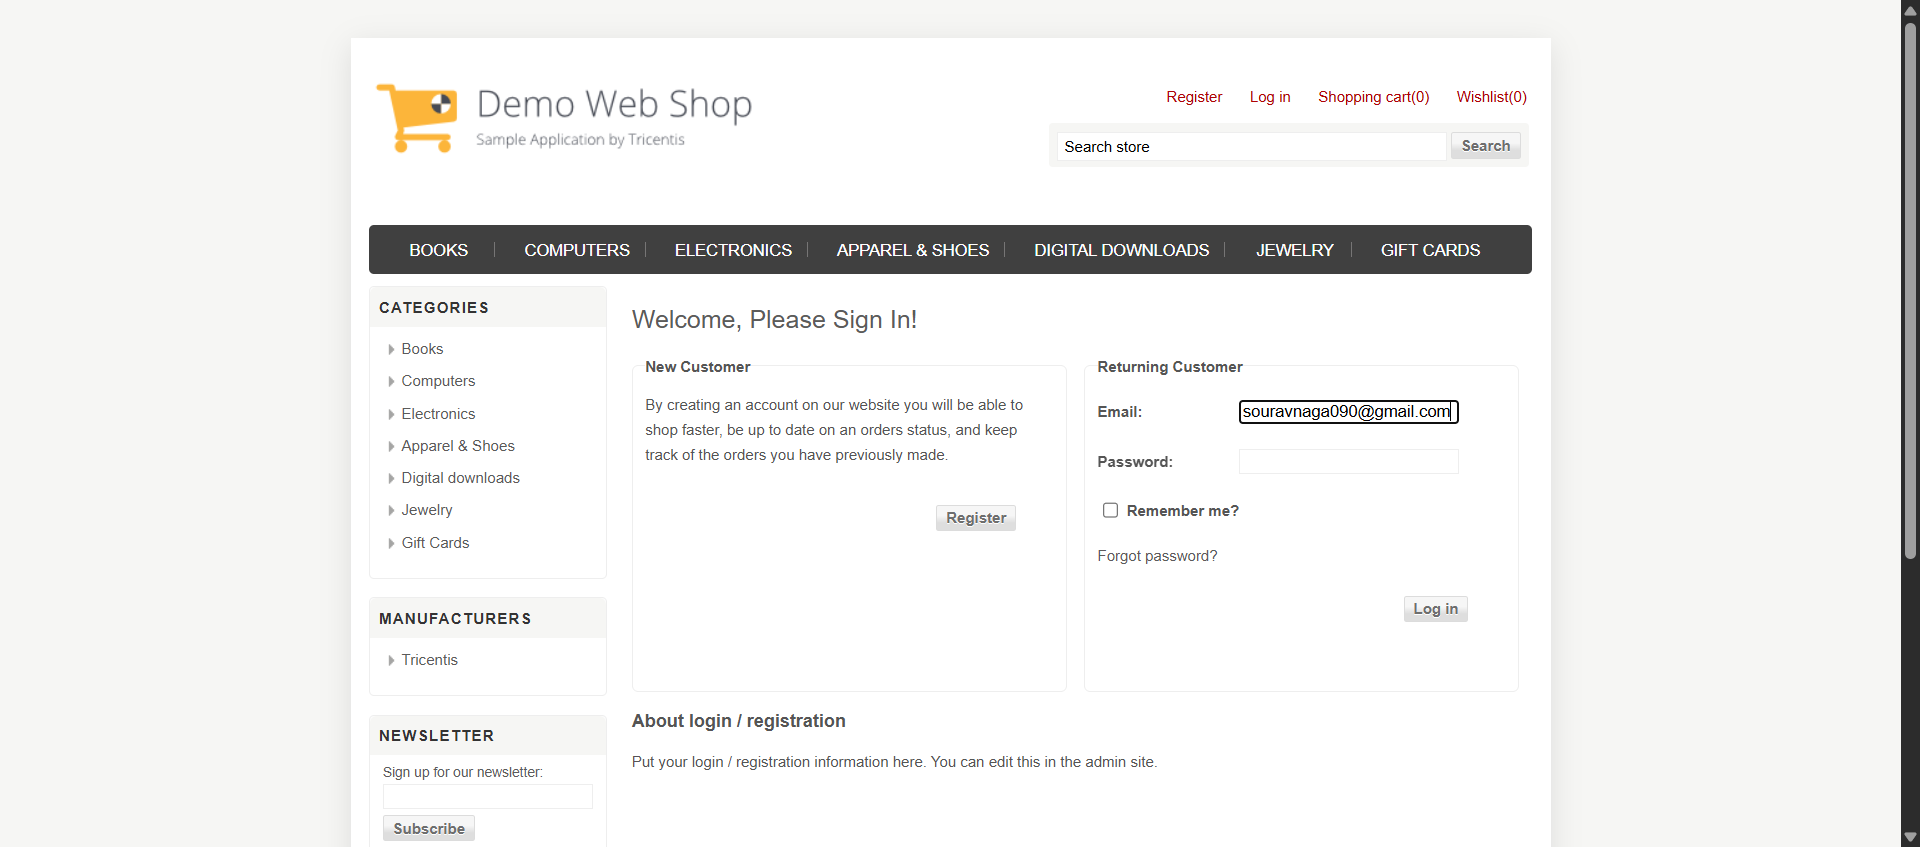 Demo Web Shop
Sample Application by Tricentis
Register
Log in
Shopping cart(0)
Wishlist(0)
Search store
Search
BOOKS
COMPUTERS
ELECTRONICS
APPAREL & SHOES
DIGITAL DOWNLOADS
JEWELRY
GIFT CARDS
CATEGORIES
Books
Computers
Electronics
Apparel & Shoes
Digital downloads
Jewelry
Gift Cards
MANUFACTURERS
Tricentis
NEWSLETTER
Sign up for our newsletter:
Subscribe
Welcome, Please Sign In!
New Customer
By creating an account on our website you will be able to
shop faster, be up to date on an orders status, and keep
track of the orders you have previously made.
Register
Returning Customer
Email:
souravnaga090@gmail.com
Password:
Remember me?
Forgot password?
Log in
About login / registration
Put your login / registration information here. You can edit this in the admin site.